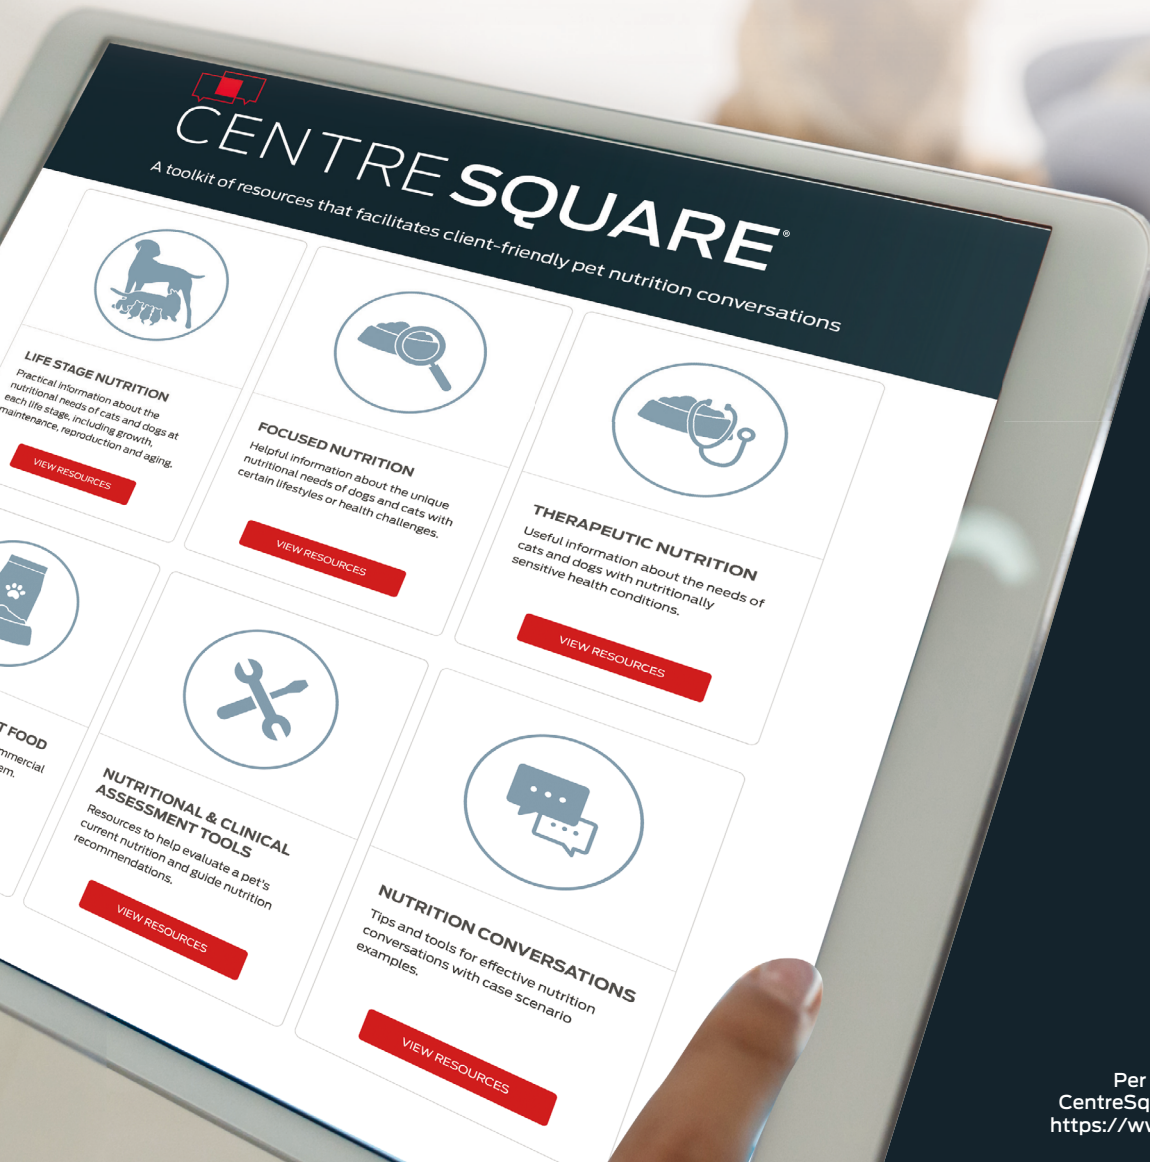 CENTRESQUARE®
A toolkit of resources that facilitates client-friendly pet nutrition conversations
LIFE STAGE NUTRITION
Practical information about the
nutritional needs of cats and dogs at
each life stage, including growth,
maintenance, reproduction and aging.
VIEW RESOURCES
FOCUSED NUTRITION
Helpful information about the unique
nutritional needs of dogs and cats with
certain lifestyles or health challenges.
VIEW RESOURCES
THERAPEUTIC NUTRITION
Useful information about the needs of
cats and dogs with nutritionally
sensitive health conditions.
VIEW RESOURCES
FOOD
NUTRITIONAL & CLINICAL
ASSESSMENT TOOLS
Resources to help evaluate a pet's
current nutrition and guide nutrition
recommendations.
VIEW RESOURCES
NUTRITION CONVERSATIONS
Tips and tools for effective nutrition
conversations with case scenario
examples.
VIEW RESOURCES
Per
CentreSq
https://w